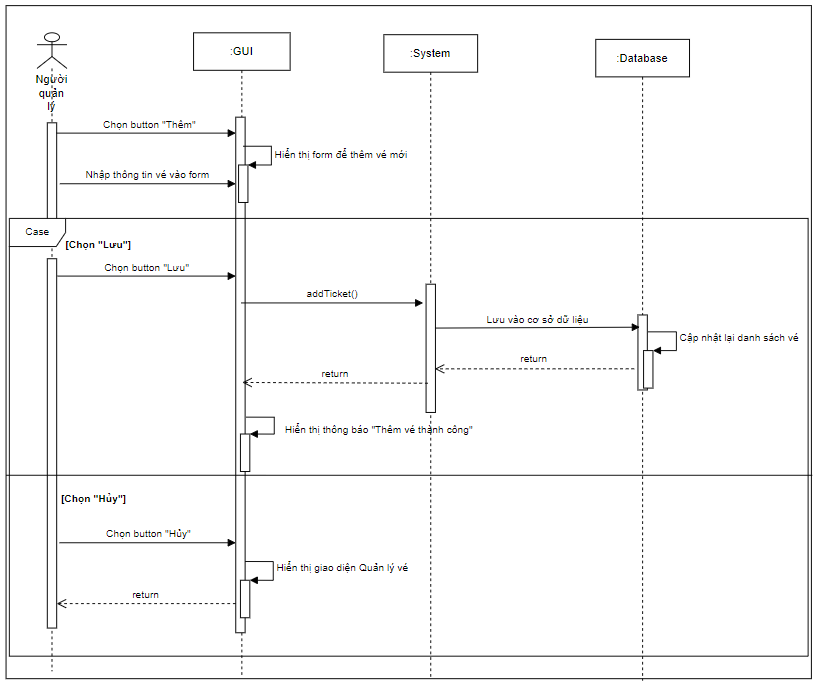 :GUI
:System
:Database
Người
quản
lý
Chọn button "Thêm"
Hiển thị form để thêm vé mới
Nhập thông tin vé vào form
Case
[Chọn "Lưu"]
Chọn button "Lưu"
addTicket()
Lưu vào cơ sở dữ liệu
Cập nhật lại danh sách vé
return
return
Hiển thị thông báo "Thêm vé thành công"
[Chọn "Hủy"]
Chọn button "Hủy"
Hiển thị giao diện Quản lý vé
return